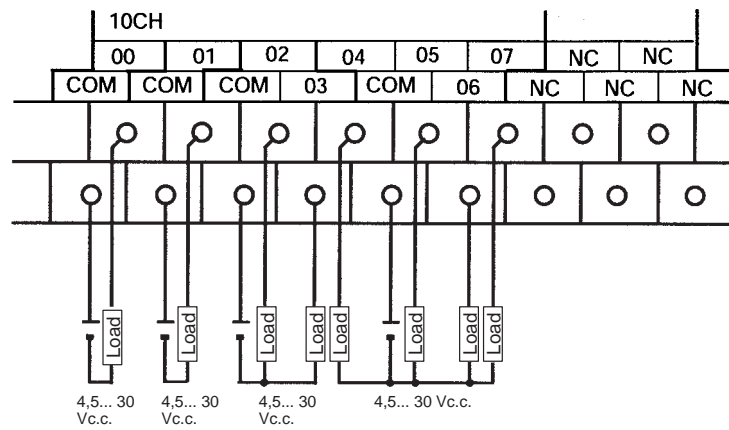 10CH
00 01 02 04 05 07 NC NC
COM COM COM 03 COM 06 NC NC NC
Load Load Load Load Load Load Load Load
4,5... 30 4,5... 30 4,5... 30 4,5... 30 Vc.c.
Vc.c. Vc.c. Vc.c.